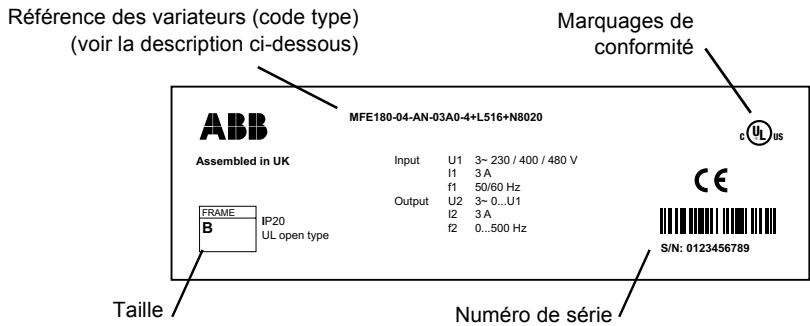 Référence des variateurs (code type)
(voir la description ci-dessous)
Marquages de
conformité
ABB
MFE180-04-AN-03A0-4+L516+N8020
c UL us
Assembled in UK
Input U1 3~ 230 / 400 / 480 V
I1 3 A
f1 50/60 Hz
Output U2 3~ 0...U1
I2 3 A
f2 0...500 Hz
CE
FRAME
B
IP20
UL open type
S/N: 0123456789
Taille
Numéro de série